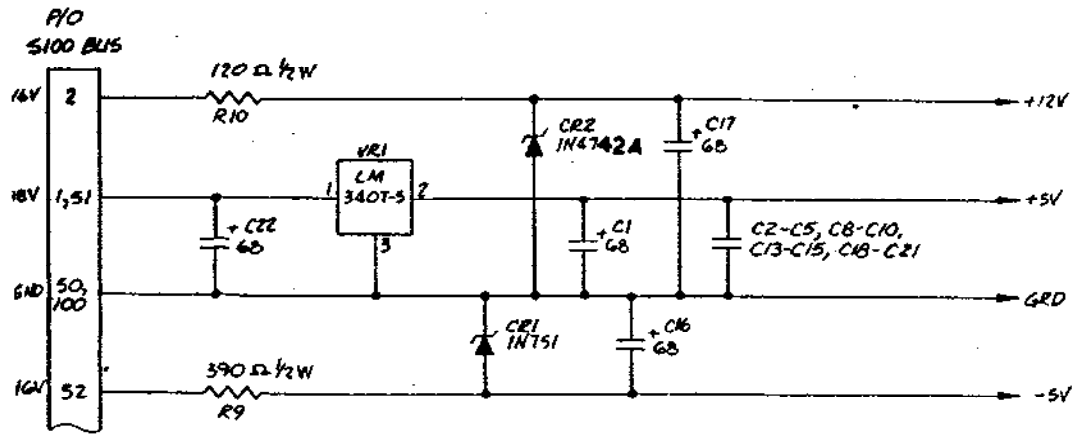 P/O
S100 BUS
16V
2
120 Ω ½W
R10
+12V
CR2
1N4742A
+ C17
68
VR1
LM
340T-5
1
2
3
18V
1,51
+ C22
68
+ C1
68
C2-C5, C8-C10,
C13-C15, C18-C21
+5V
GND
50,
100
GRD
CR1
1N751
+ C16
68
16V
52
390 Ω ½W
R9
-5V